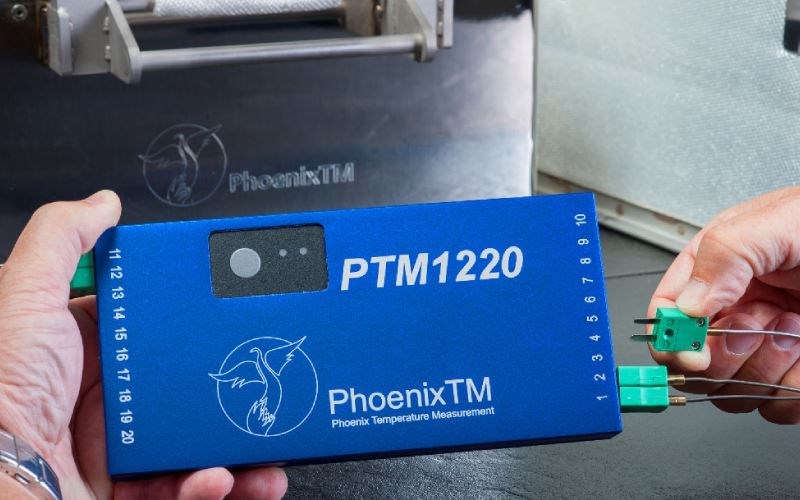 PhoenixTM
PTM1220
PhoenixTM
Phoenix Temperature Measurement
11 12 13 14 15 16 17 18 19 20
1 2 3 4 5 6 7 8 9 10